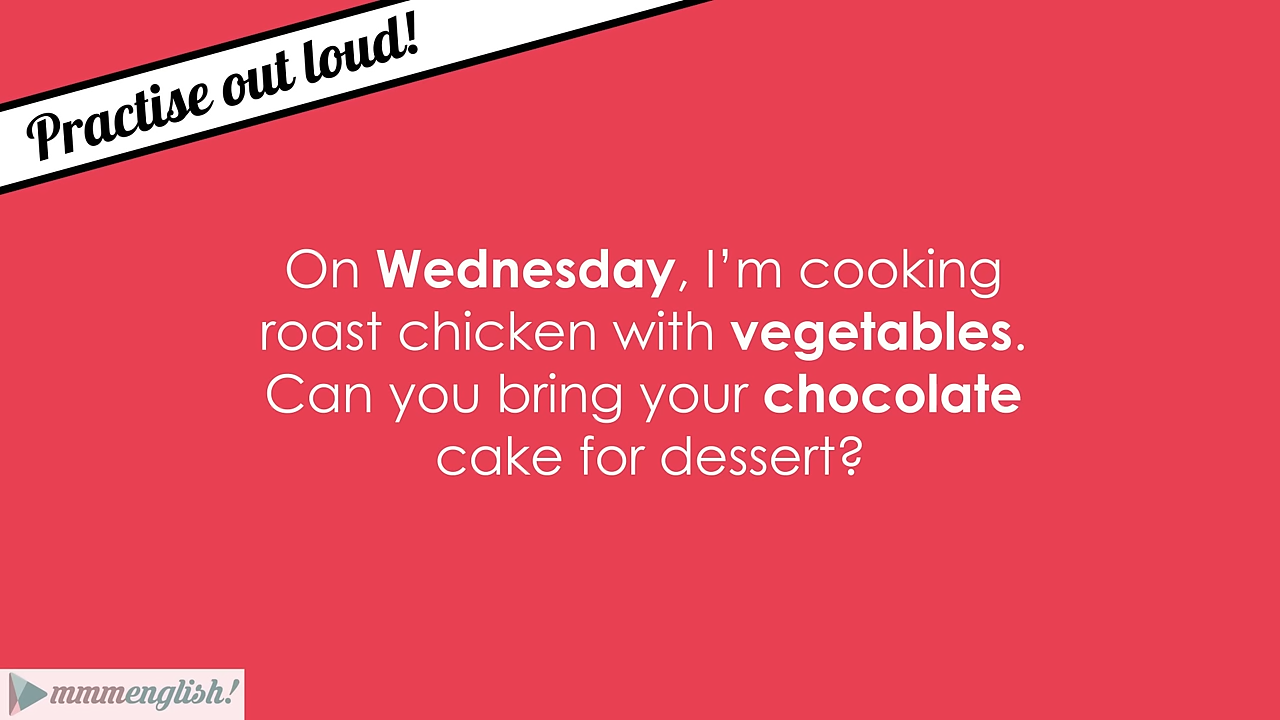 Practise out loud!
On Wednesday, I’m cooking
roast chicken with vegetables.
Can you bring your chocolate
cake for dessert?
mmmenglish!